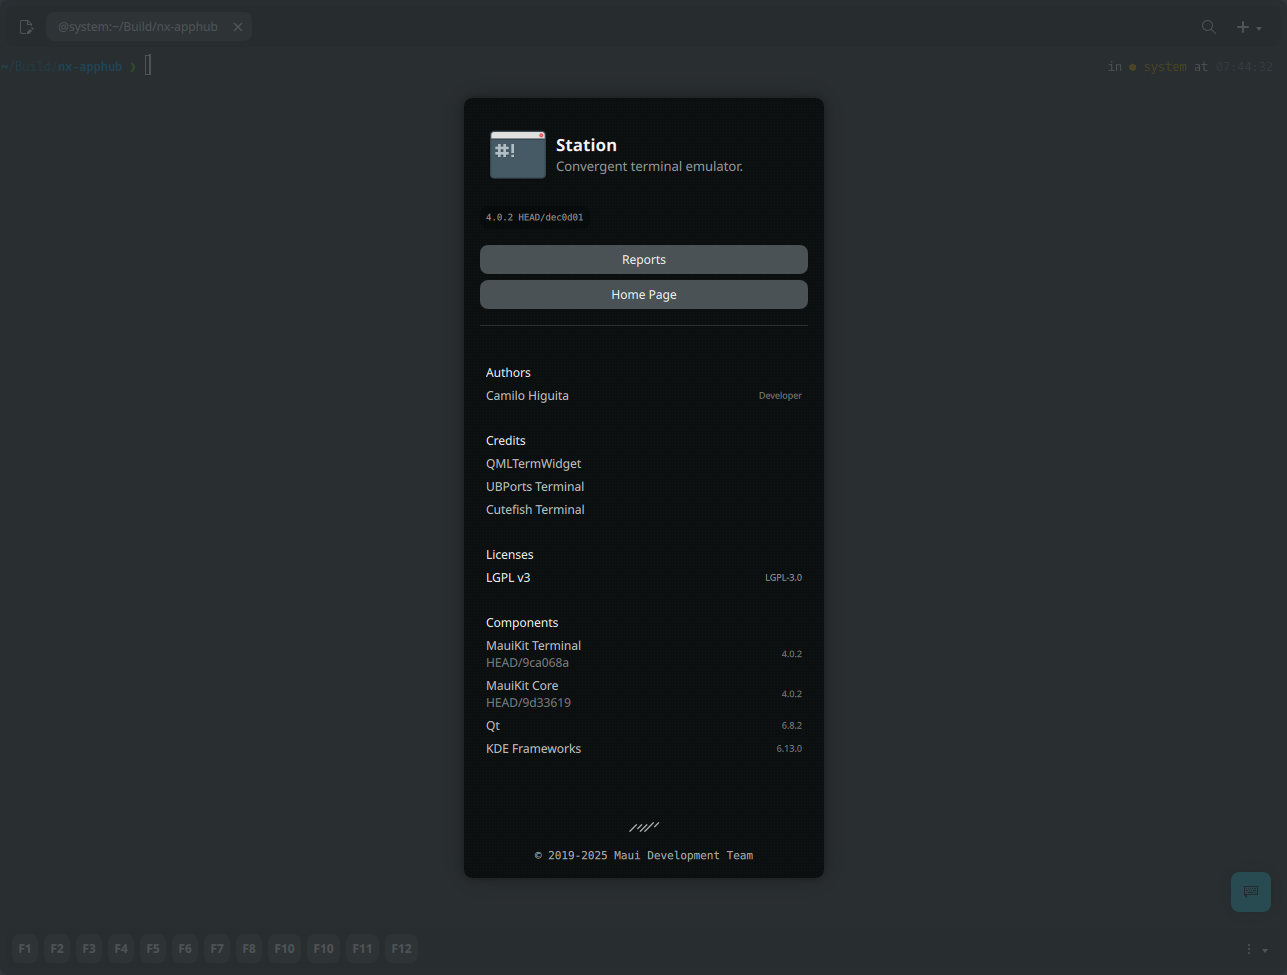 @system:~/Build/nx-apphub
~/Build/nx-apphub ❯
in ● system at 07:44:32
#!
Station
Convergent terminal emulator.
4.0.2 HEAD/dec0d01
Reports
Home Page
Authors
Camilo Higuita Developer
Credits
QMLTermWidget
UBPorts Terminal
Cutefish Terminal
Licenses
LGPL v3 LGPL-3.0
Components
MauiKit Terminal 4.0.2
HEAD/9ca068a
MauiKit Core 4.0.2
HEAD/9d33619
Qt 6.8.2
KDE Frameworks 6.13.0
© 2019-2025 Maui Development Team
F1 F2 F3 F4 F5 F6 F7 F8 F10 F10 F11 F12